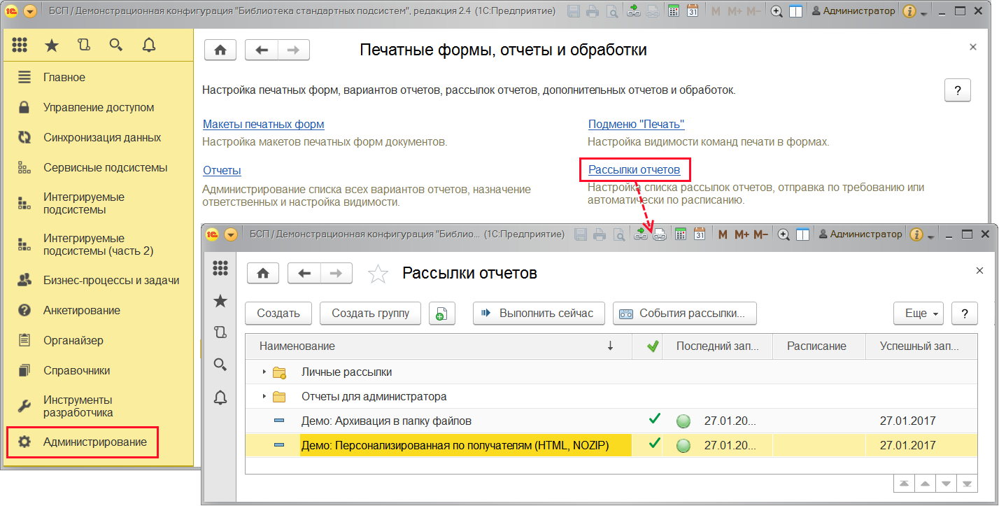 БСП / Демонстрационная конфигурация "Библиотека стандартных подсистем", редакция 2.4 (1С:Предприятие)
31
M M+ M−
Администратор
Главное
Управление доступом
Синхронизация данных
Сервисные подсистемы
Интегрируемые
подсистемы
Интегрируемые
подсистемы (часть 2)
Бизнес-процессы и задачи
Анкетирование
Органайзер
Справочники
Инструменты
разработчика
Администрирование
Печатные формы, отчеты и обработки
Настройка печатных форм, вариантов отчетов, рассылок отчетов, дополнительных отчетов и обработок.
?
Макеты печатных форм
Настройка макетов печатных форм документов.
Подменю "Печать"
Настройка видимости команд печати в формах.
Отчеты
Администрирование списка всех вариантов отчетов, назначение
ответственных и настройка видимости.
Рассылки отчетов
Настройка списка рассылок отчетов, отправка по требованию или
автоматически по расписанию.
БСП / Демонстрационная конфигурация "Библио... (1С:Предприятие)
31
M M+ M−
Администратор
Рассылки отчетов
Создать
Создать группу
Выполнить сейчас
События рассылки...
Еще
?
Наименование
Последний зап...
Расписание
Успешный зап...
Личные рассылки
Отчеты для администратора
Демо: Архивация в папку файлов 27.01.20... 27.01.2017
Демо: Персонализированная по получателям (HTML, NOZIP) 27.01.20... 27.01.2017